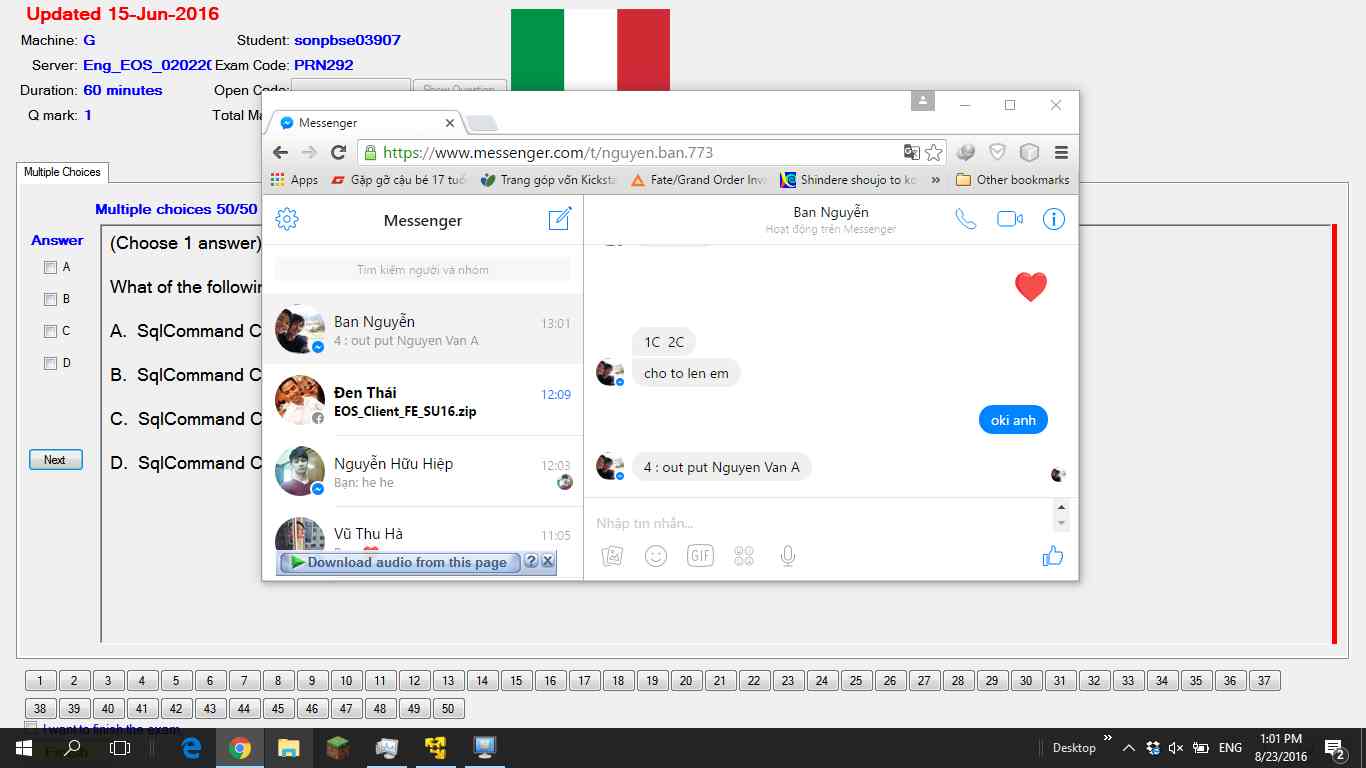 Updated 15-Jun-2016
Machine: G Student: sonpbse03907
Server: Eng_EOS_02022 Exam Code: PRN292
Duration: 60 minutes Open Code:
Show Question
Q mark: 1 Total Ma
Multiple Choices
Multiple choices 50/50
Answer
A
B
C
D
Next
(Choose 1 answer)
What of the followin
A. SqlCommand C
B. SqlCommand C
C. SqlCommand C
D. SqlCommand C
Messenger
https://www.messenger.com/t/nguyen.ban.773
Apps Gặp gỡ cậu bé 17 tuổ Trang góp vốn Kicksta Fate/Grand Order Inv Shindere shoujo to ko » Other bookmarks
Messenger
Tìm kiếm người và nhóm
Ban Nguyễn 13:01
4 : out put Nguyen Van A
Đen Thái 12:09
EOS_Client_FE_SU16.zip
Nguyễn Hữu Hiệp 12:03
Bạn: he he
Vũ Thu Hà 11:05
Download audio from this page ? X
Ban Nguyễn
Hoạt động trên Messenger
1C 2C
cho to len em
oki anh
4 : out put Nguyen Van A
Nhập tin nhắn...
GIF
1 2 3 4 5 6 7 8 9 10 11 12 13 14 15 16 17 18 19 20 21 22 23 24 25 26 27 28 29 30 31 32 33 34 35 36 37
38 39 40 41 42 43 44 45 46 47 48 49 50
I want to finish the exam.
Finish
Desktop » ENG 1:01 PM
8/23/2016
2